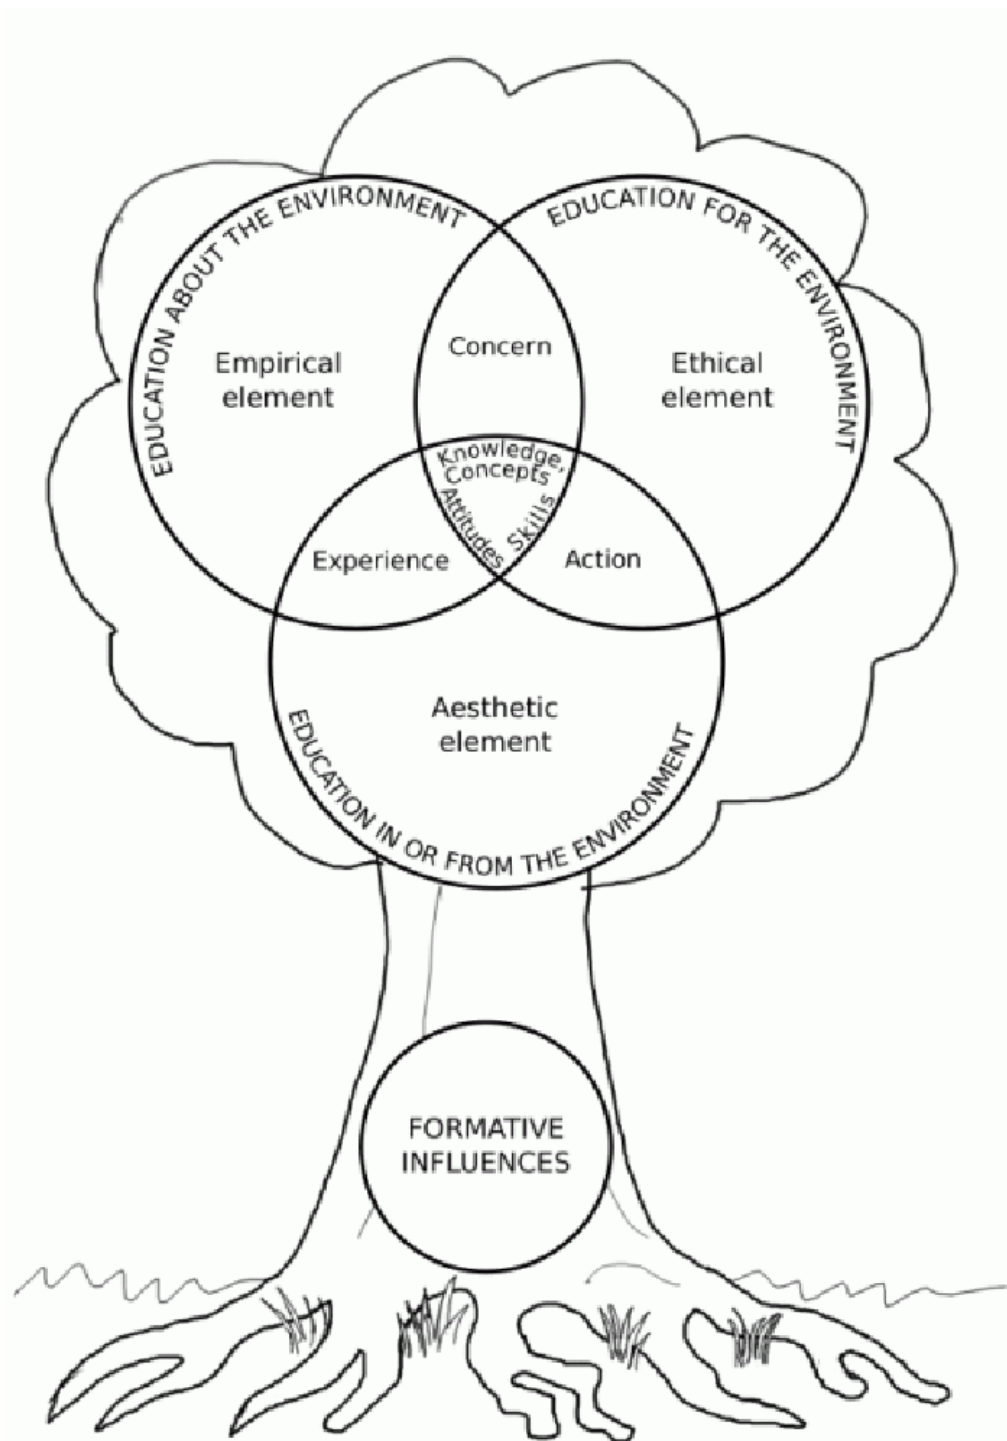 EDUCATION ABOUT THE ENVIRONMENT
EDUCATION FOR THE ENVIRONMENT
Concern
Empirical
element
Ethical
element
Knowledge,
Concepts
Attitudes
Skills
Experience
Action
Aesthetic
element
EDUCATION IN OR FROM THE ENVIRONMENT
FORMATIVE
INFLUENCES